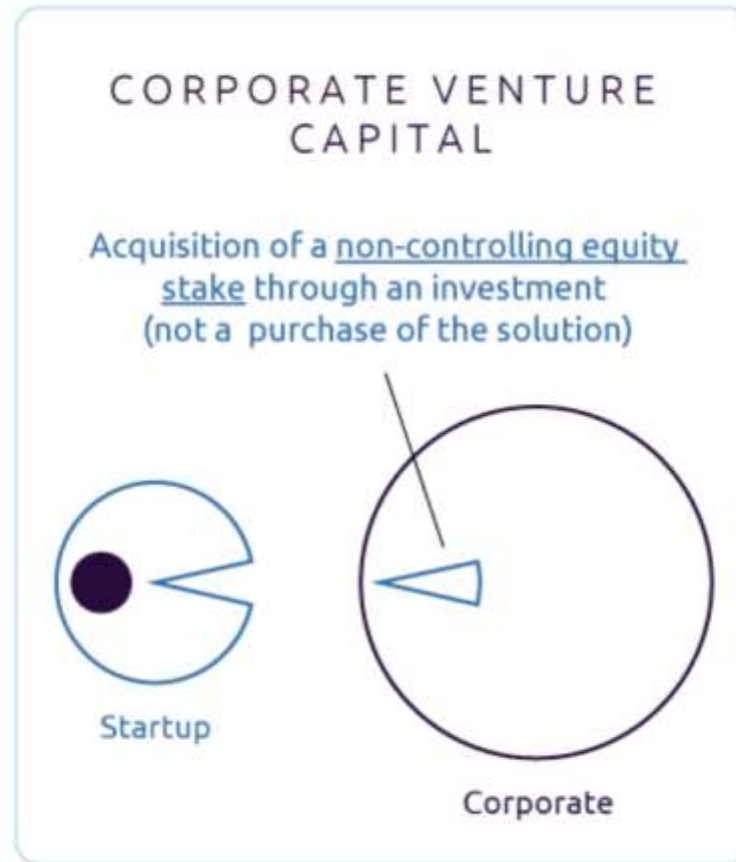 CORPORATE VENTURE
CAPITAL
Acquisition of a non-controlling equity
stake through an investment
(not a purchase of the solution)
Startup
Corporate